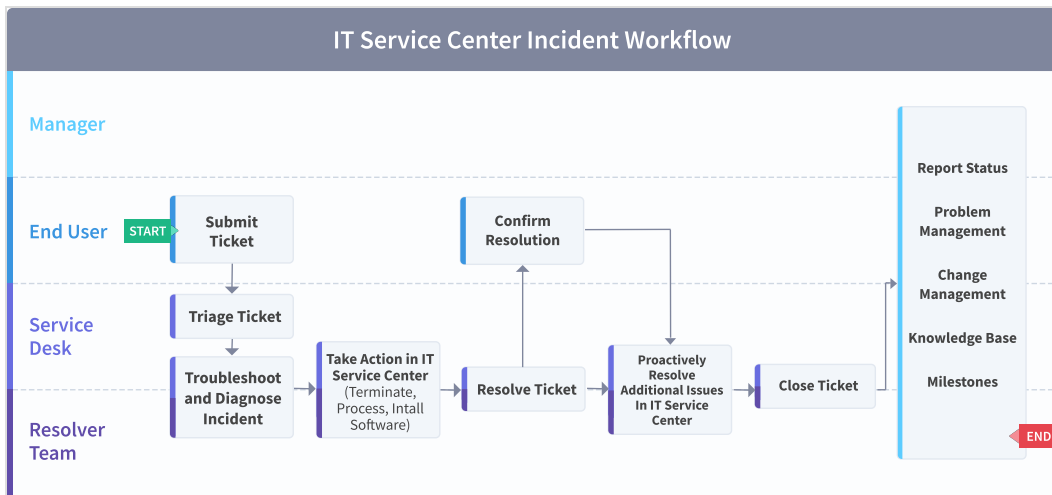 IT Service Center Incident Workflow
Manager
End User
START
Submit
Ticket
Confirm
Resolution
Service
Desk
Triage Ticket
Troubleshoot
and Diagnose
Incident
Take Action in IT
Service Center
(Terminate,
Process, Intall
Software)
Resolve Ticket
Proactively
Resolve
Additional Issues
In IT Service
Center
Close Ticket
Resolver
Team
Report Status
Problem
Management
Change
Management
Knowledge Base
Milestones
END